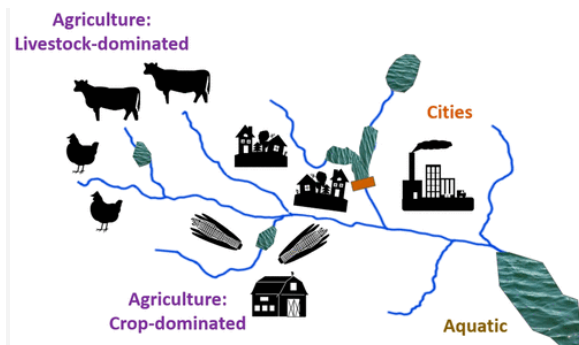 Agriculture:
Livestock-dominated
Cities
Agriculture:
Crop-dominated
Aquatic